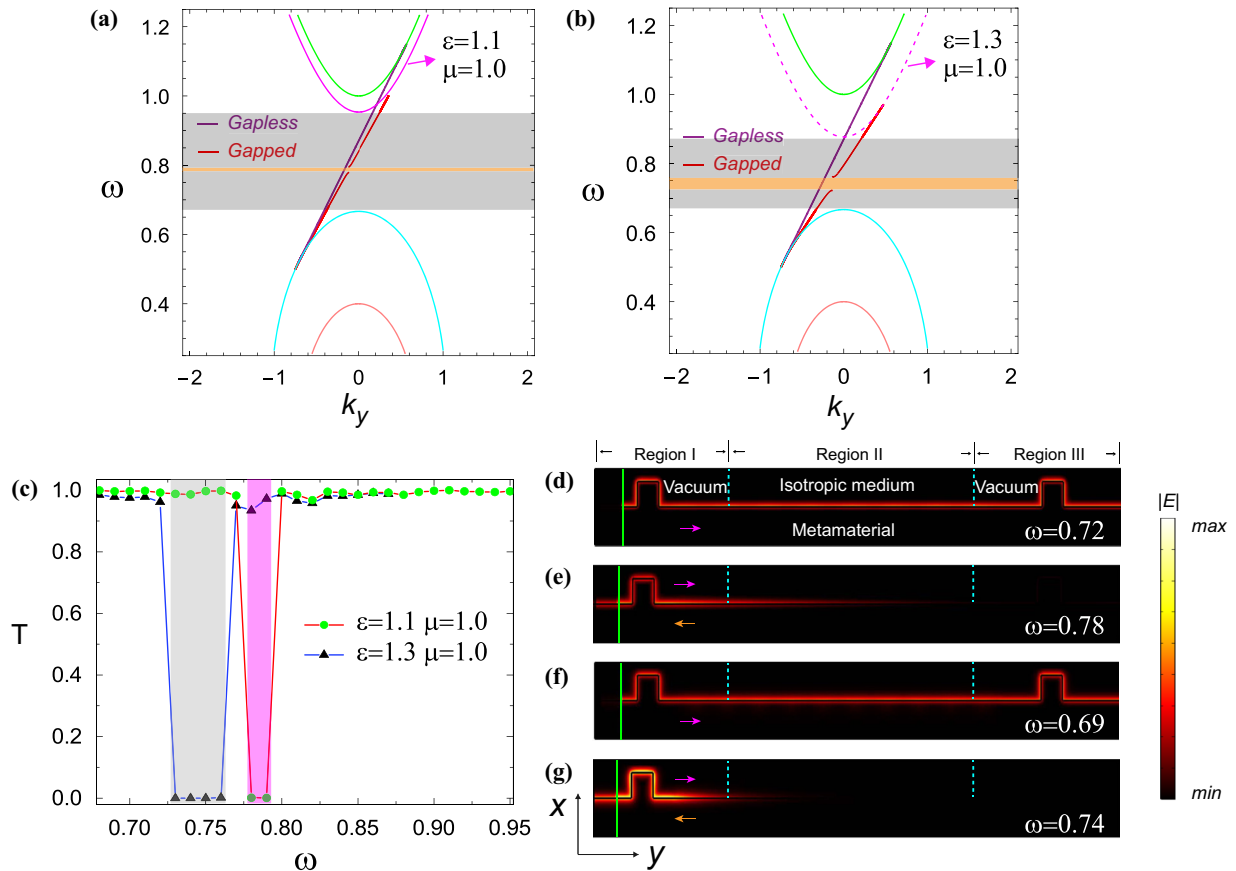 (a)
1.2
1.0
0.8
0.6
0.4
ω
ε=1.1
μ=1.0
Gapless
Gapped
−2
−1
0
1
2
ky
(b)
1.2
1.0
0.8
0.6
0.4
ω
ε=1.3
μ=1.0
Gapless
Gapped
−2
−1
0
1
2
ky
(c)
1.0
0.8
0.6
0.4
0.2
0.0
T
ε=1.1 μ=1.0
ε=1.3 μ=1.0
0.70
0.75
0.80
0.85
0.90
0.95
ω
Region I
Region II
Region III
(d)
Vacuum
Isotropic medium
Vacuum
Metamaterial
ω=0.72
(e)
ω=0.78
(f)
ω=0.69
(g)
ω=0.74
x
y
|E|
max
min